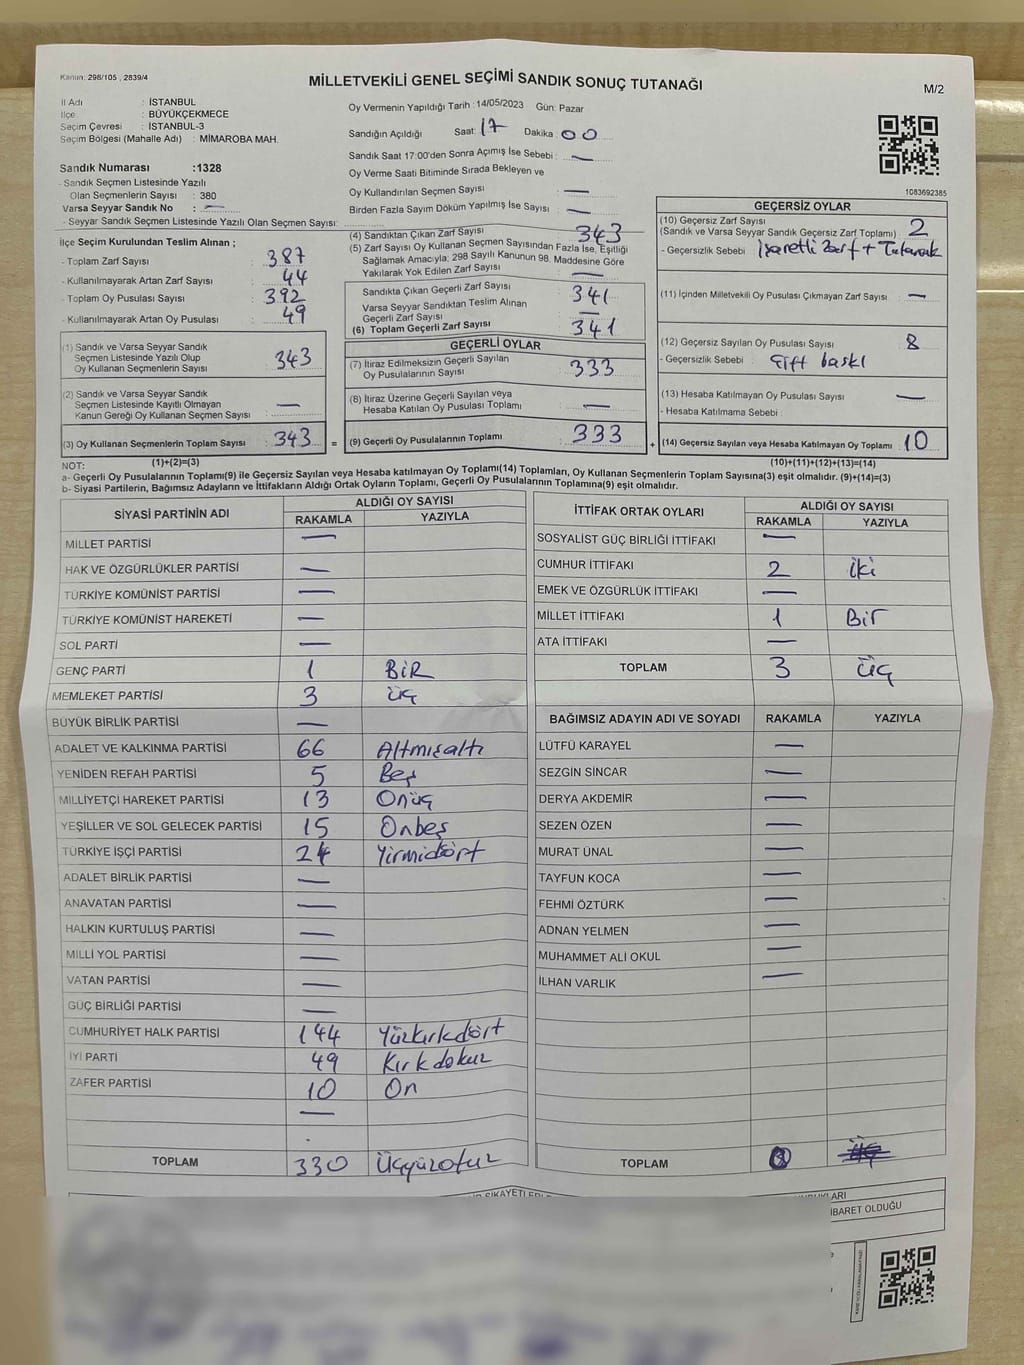 Kanun: 298/105 , 2839/4
MİLLETVEKİLİ GENEL SEÇİMİ SANDIK SONUÇ TUTANAĞI
M/2
İl Adı : İSTANBUL
İlçe : BÜYÜKÇEKMECE
Seçim Çevresi : İSTANBUL-3
Seçim Bölgesi (Mahalle Adı) : MİMAROBA MAH.
Sandık Numarası :1328
- Sandık Seçmen Listesinde Yazılı
Olan Seçmenlerin Sayısı : 380
Varsa Seyyar Sandık No : —
- Seyyar Sandık Seçmen Listesinde Yazılı Olan Seçmen Sayısı:
Oy Vermenin Yapıldığı Tarih : 14/05/2023 Gün: Pazar
Sandığın Açıldığı Saat: 17 Dakika : 00
Sandık Saat 17:00'den Sonra Açımış İse Sebebi : —
Oy Verme Saati Bitiminde Sırada Bekleyen ve
Oy Kullandırılan Seçmen Sayısı : —
Birden Fazla Sayım Döküm Yapılmış İse Sayısı : —
1083692385
İlçe Seçim Kurulundan Teslim Alınan ;
- Toplam Zarf Sayısı : 387
- Kullanılmayarak Artan Zarf Sayısı : 44
- Toplam Oy Pusulası Sayısı : 392
- Kullanılmayarak Artan Oy Pusulası : 49
(1) Sandık ve Varsa Seyyar Sandık
Seçmen Listesinde Yazılı Olup
Oy Kullanan Seçmenlerin Sayısı : 343
(2) Sandık ve Varsa Seyyar Sandık
Seçmen Listesinde Kayıtlı Olmayan
Kanun Gereği Oy Kullanan Seçmen Sayısı : —
(3) Oy Kullanan Seçmenlerin Toplam Sayısı : 343
(1)+(2)=(3)
(4) Sandıktan Çıkan Zarf Sayısı : 343
(5) Zarf Sayısı Oy Kullanan Seçmen Sayısından Fazla İse, Eşitliği
Sağlamak Amacıyla; 298 Sayılı Kanunun 98. Maddesine Göre
Yakılarak Yok Edilen Zarf Sayısı : —
Sandıkta Çıkan Geçerli Zarf Sayısı : 341
Varsa Seyyar Sandıktan Teslim Alınan
Geçerli Zarf Sayısı : —
(6) Toplam Geçerli Zarf Sayısı : 341
GEÇERLİ OYLAR
(7) İtiraz Edilmeksizin Geçerli Sayılan
Oy Pusulalarının Sayısı : 333
(8) İtiraz Üzerine Geçerli Sayılan veya
Hesaba Katılan Oy Pusulası Toplamı : —
= (9) Geçerli Oy Pusulalarının Toplamı : 333
GEÇERSİZ OYLAR
(10) Geçersiz Zarf Sayısı : 2
(Sandık ve Varsa Seyyar Sandık Geçersiz Zarf Toplamı)
- Geçersizlik Sebebi : İşaretli Zarf + Tutanak
(11) İçinden Milletvekili Oy Pusulası Çıkmayan Zarf Sayısı : —
(12) Geçersiz Sayılan Oy Pusulası Sayısı : 8
- Geçersizlik Sebebi : Çift baskı
(13) Hesaba Katılmayan Oy Pusulası Sayısı : —
- Hesaba Katılmama Sebebi :
+ (14) Geçersiz Sayılan veya Hesaba Katılmayan Oy Toplamı : 10
(10)+(11)+(12)+(13)=(14)
NOT:
a- Geçerli Oy Pusulalarının Toplamı(9) ile Geçersiz Sayılan veya Hesaba katılmayan Oy Toplamı(14) Toplamları, Oy Kullanan Seçmenlerin Toplam Sayısına(3) eşit olmalıdır. (9)+(14)=(3)
b- Siyasi Partilerin, Bağımsız Adayların ve İttifakların Aldığı Ortak Oyların Toplamı, Geçerli Oy Pusulalarının Toplamına(9) eşit olmalıdır.
SİYASİ PARTİNİN ADI ALDIĞI OY SAYISI
RAKAMLA YAZIYLA
MİLLET PARTİSİ —
HAK VE ÖZGÜRLÜKLER PARTİSİ —
TÜRKİYE KOMÜNİST PARTİSİ —
TÜRKİYE KOMÜNİST HAREKETİ —
SOL PARTİ —
GENÇ PARTİ 1 BİR
MEMLEKET PARTİSİ 3 üç
BÜYÜK BİRLİK PARTİSİ —
ADALET VE KALKINMA PARTİSİ 66 Altmışaltı
YENİDEN REFAH PARTİSİ 5 Beş
MİLLİYETÇİ HAREKET PARTİSİ 13 Onüç
YEŞİLLER VE SOL GELECEK PARTİSİ 15 Onbeş
TÜRKİYE İŞÇİ PARTİSİ 24 Yirmidört
ADALET BİRLİK PARTİSİ —
ANAVATAN PARTİSİ —
HALKIN KURTULUŞ PARTİSİ —
MİLLİ YOL PARTİSİ —
VATAN PARTİSİ —
GÜÇ BİRLİĞİ PARTİSİ —
CUMHURİYET HALK PARTİSİ 144 Yüzkırkdört
İYİ PARTİ 49 Kırkdokuz
ZAFER PARTİSİ 10 On
—
TOPLAM 330 Üçyüzotuz
İTTİFAK ORTAK OYLARI ALDIĞI OY SAYISI
RAKAMLA YAZIYLA
SOSYALİST GÜÇ BİRLİĞİ İTTİFAKI —
CUMHUR İTTİFAKI 2 iki
EMEK VE ÖZGÜRLÜK İTTİFAKI —
MİLLET İTTİFAKI 1 Bir
ATA İTTİFAKI —
TOPLAM 3 üç
BAĞIMSIZ ADAYIN ADI VE SOYADI RAKAMLA YAZIYLA
LÜTFÜ KARAYEL —
SEZGİN SİNCAR —
DERYA AKDEMİR —
SEZEN ÖZEN —
MURAT ÜNAL —
TAYFUN KOCA —
FEHMİ ÖZTÜRK —
ADNAN YELMEN —
MUHAMMET ALİ OKUL —
İLHAN VARLIK —
TOPLAM
IBARET OLDUĞU